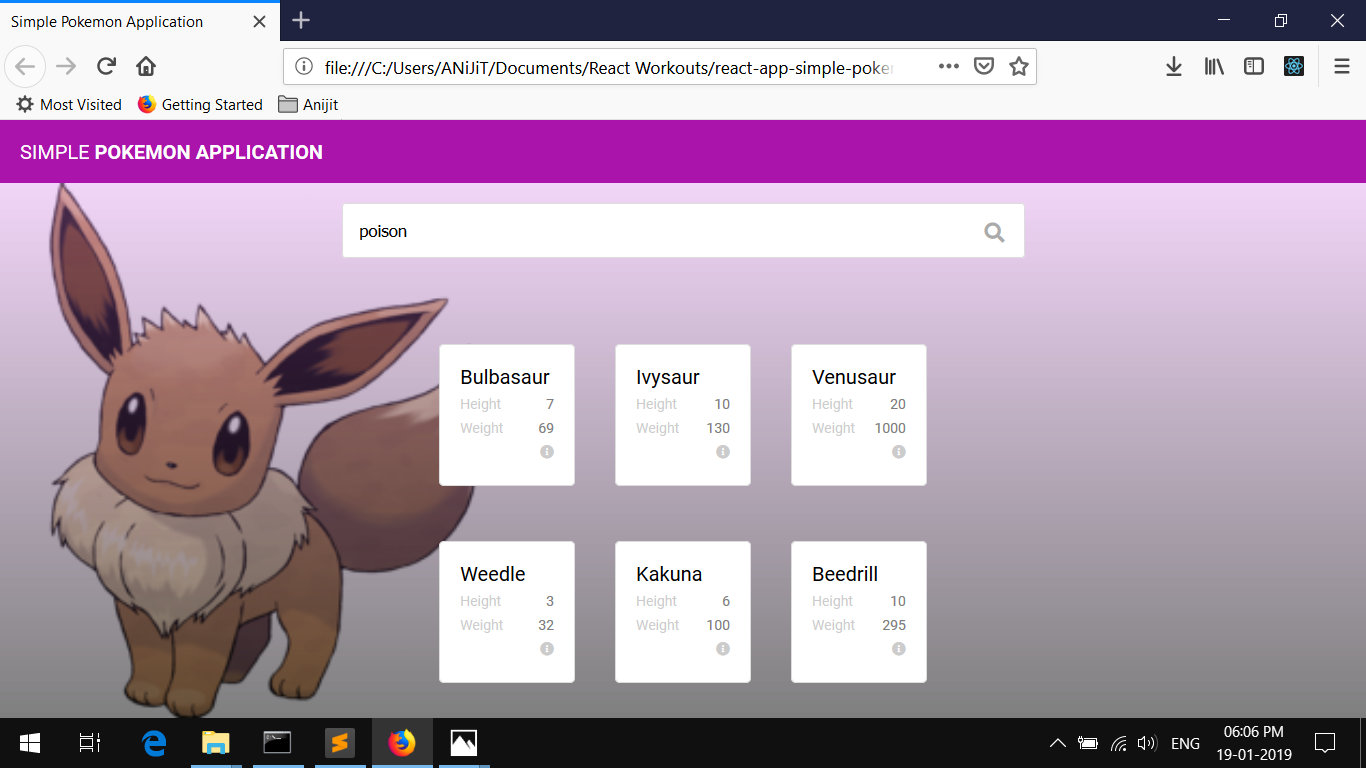 Simple Pokemon Application
file:///C:/Users/ANiJiT/Documents/React Workouts/react-app-simple-poke
Most Visited Getting Started Anijit
SIMPLE POKEMON APPLICATION
poison
Bulbasaur
Height 7
Weight 69
Ivysaur
Height 10
Weight 130
Venusaur
Height 20
Weight 1000
Weedle
Height 3
Weight 32
Kakuna
Height 6
Weight 100
Beedrill
Height 10
Weight 295
ENG
06:06 PM
19-01-2019